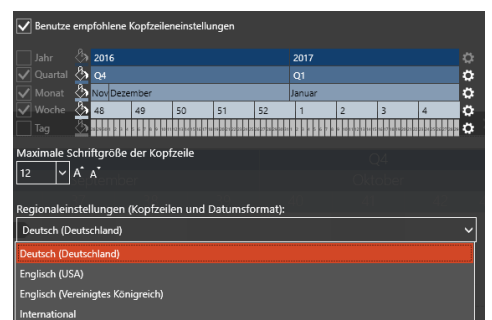 Benutze empfohlene Kopfzeileneinstellungen
Jahr 2016 2017
Quartal Q4 Q1
Monat Nov Dezember Januar
Woche 48 49 50 51 52 1 2 3 4
Tag
Maximale Schriftgröße der Kopfzeile
Q4
12 A A
Oktober
Regionaleinstellungen (Kopfzeilen und Datumsformat):
Deutsch (Deutschland)
Deutsch (Deutschland)
Englisch (USA)
Englisch (Vereinigtes Königreich)
International